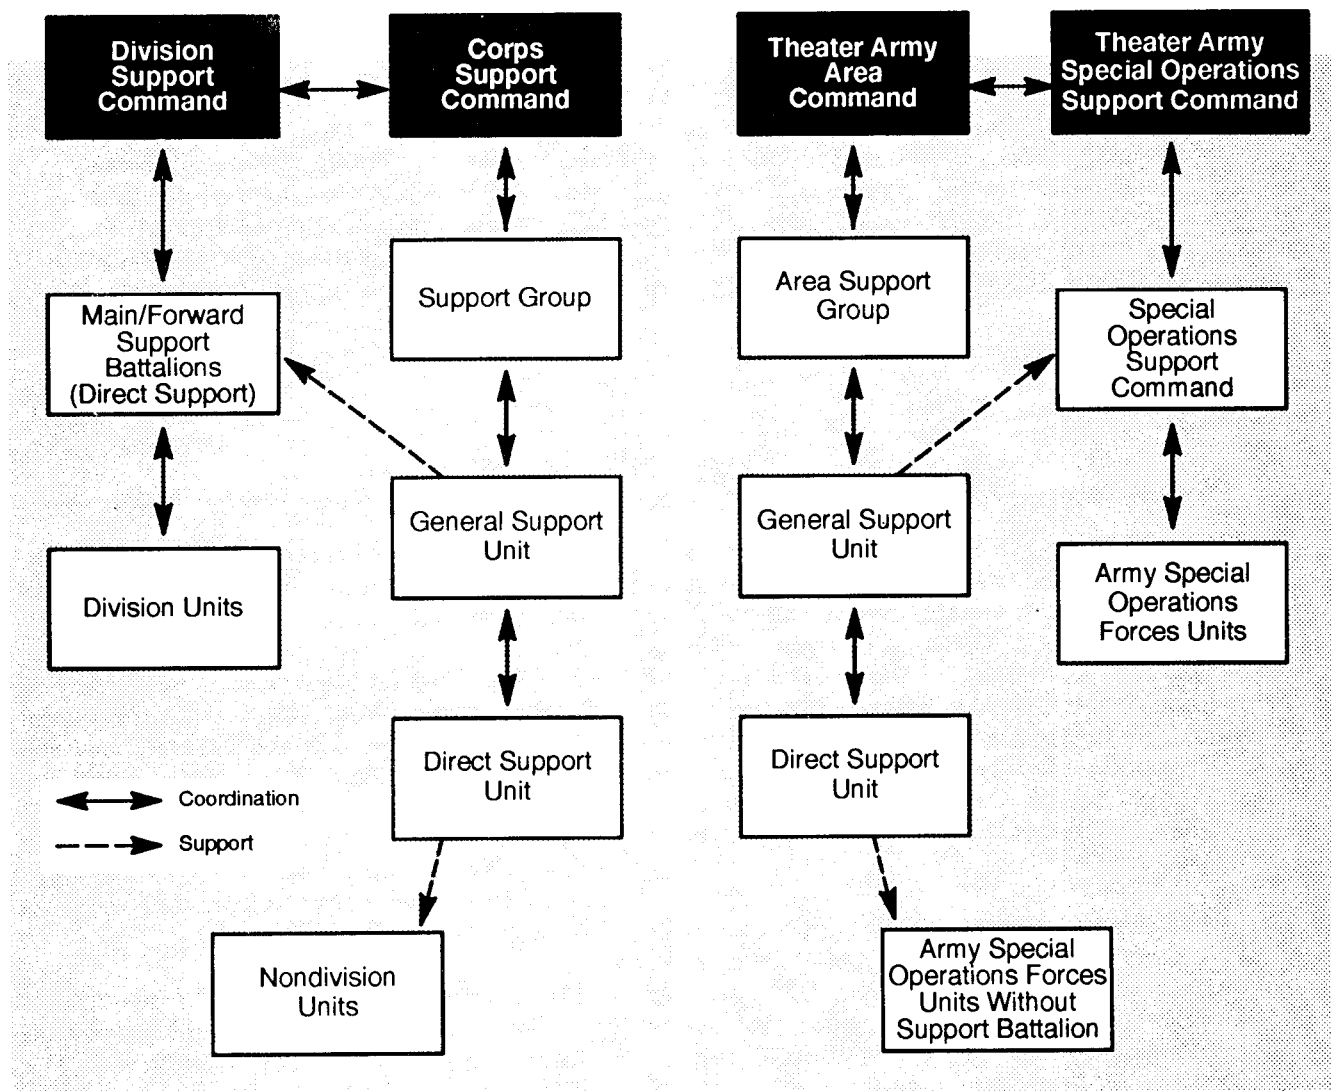 Division
Support
Command
Corps
Support
Command
Theater Army
Area
Command
Theater Army
Special Operations
Support Command
Support Group
Area Support
Group
Main/Forward
Support
Battalions
(Direct Support)
Special
Operations
Support
Command
General Support
Unit
General Support
Unit
Division Units
Army Special
Operations
Forces Units
Direct Support
Unit
Direct Support
Unit
Coordination
Support
Nondivision
Units
Army Special
Operations Forces
Units Without
Support Battalion